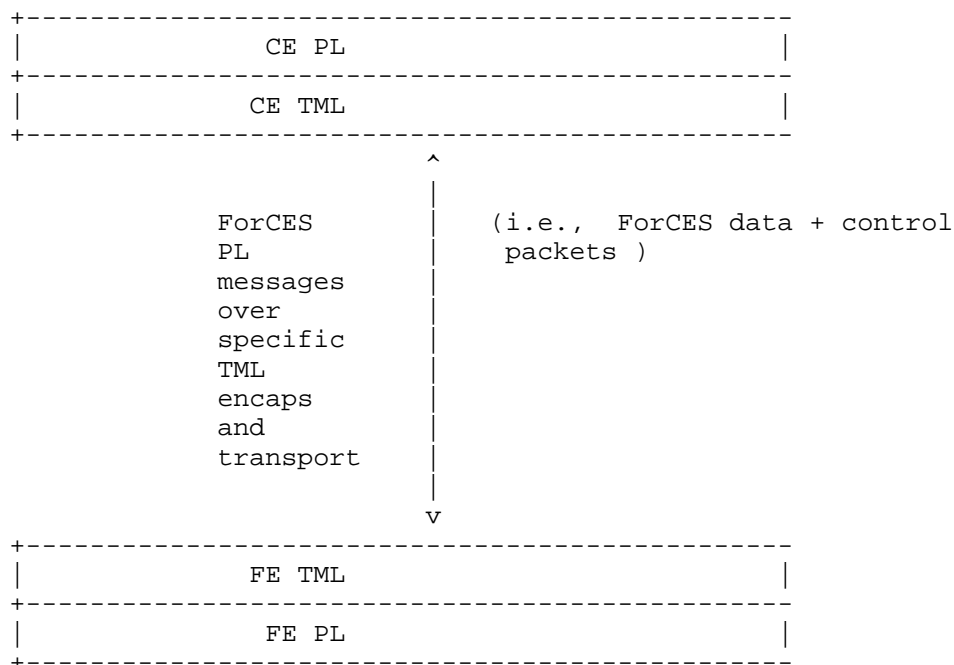 CE PL
CE TML
ForCES (i.e., ForCES data + control
PL packets )
messages
over
specific
TML
encaps
and
transport
FE TML
FE PL